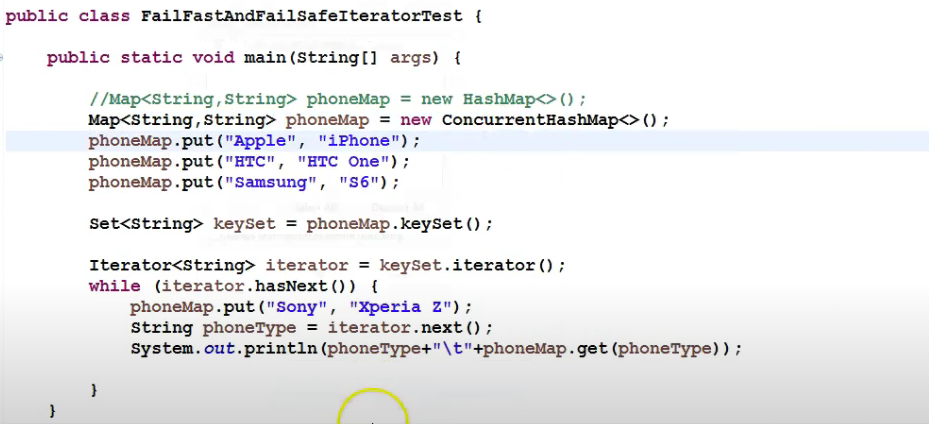 public class FailFastAndFailSafeIteratorTest {
public static void main(String[] args) {
//Map<String,String> phoneMap = new HashMap<>();
Map<String,String> phoneMap = new ConcurrentHashMap<>();
phoneMap.put("Apple", "iPhone");
phoneMap.put("HTC", "HTC One");
phoneMap.put("Samsung", "S6");
Set<String> keySet = phoneMap.keySet();
Iterator<String> iterator = keySet.iterator();
while (iterator.hasNext()) {
phoneMap.put("Sony", "Xperia Z");
String phoneType = iterator.next();
System.out.println(phoneType+"\t"+phoneMap.get(phoneType));
}
}